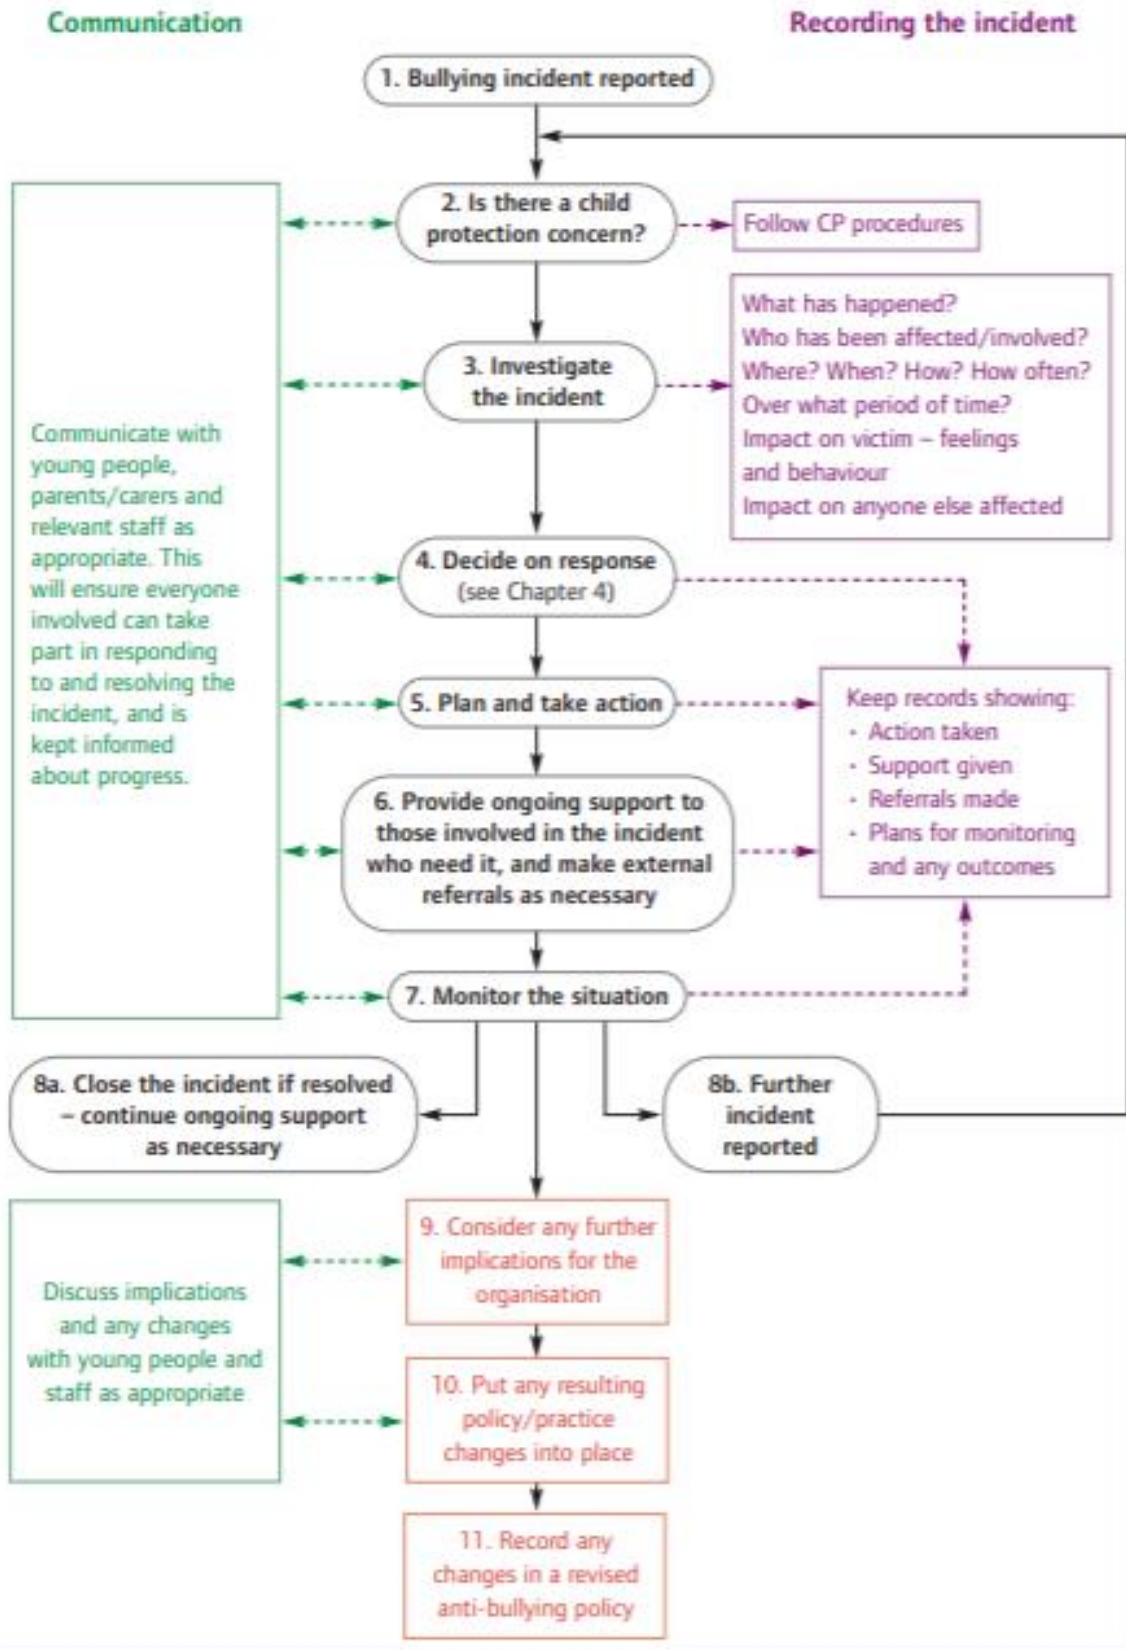 Communication
Recording the incident
1. Bullying incident reported
2. Is there a child
protection concern?
Follow CP procedures
3. Investigate
the incident
What has happened?
Who has been affected/involved?
Where? When? How? How often?
Over what period of time?
Impact on victim – feelings
and behaviour
Impact on anyone else affected
Communicate with
young people,
parents/carers and
relevant staff as
appropriate. This
will ensure everyone
involved can take
part in responding
to and resolving the
incident, and is
kept informed
about progress.
4. Decide on response
(see Chapter 4)
5. Plan and take action
Keep records showing:
• Action taken
• Support given
• Referrals made
• Plans for monitoring
and any outcomes
6. Provide ongoing support to
those involved in the incident
who need it, and make external
referrals as necessary
7. Monitor the situation
8a. Close the incident if resolved
– continue ongoing support
as necessary
8b. Further
incident
reported
9. Consider any further
implications for the
organisation
Discuss implications
and any changes
with young people and
staff as appropriate
10. Put any resulting
policy/practice
changes into place
11. Record any
changes in a revised
anti-bullying policy